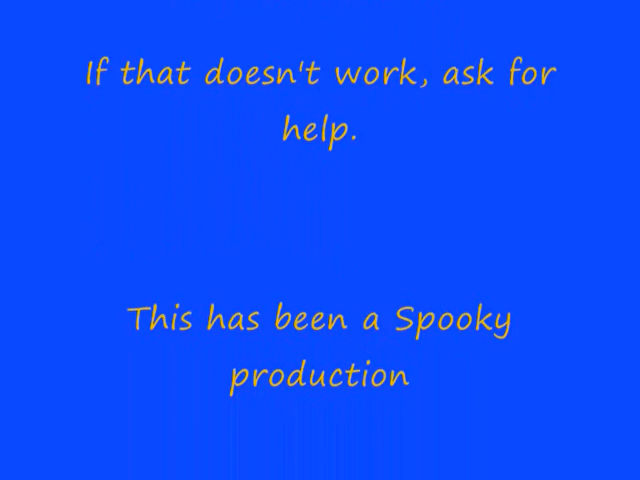 If that doesn't work, ask for
help.
This has been a Spooky
production